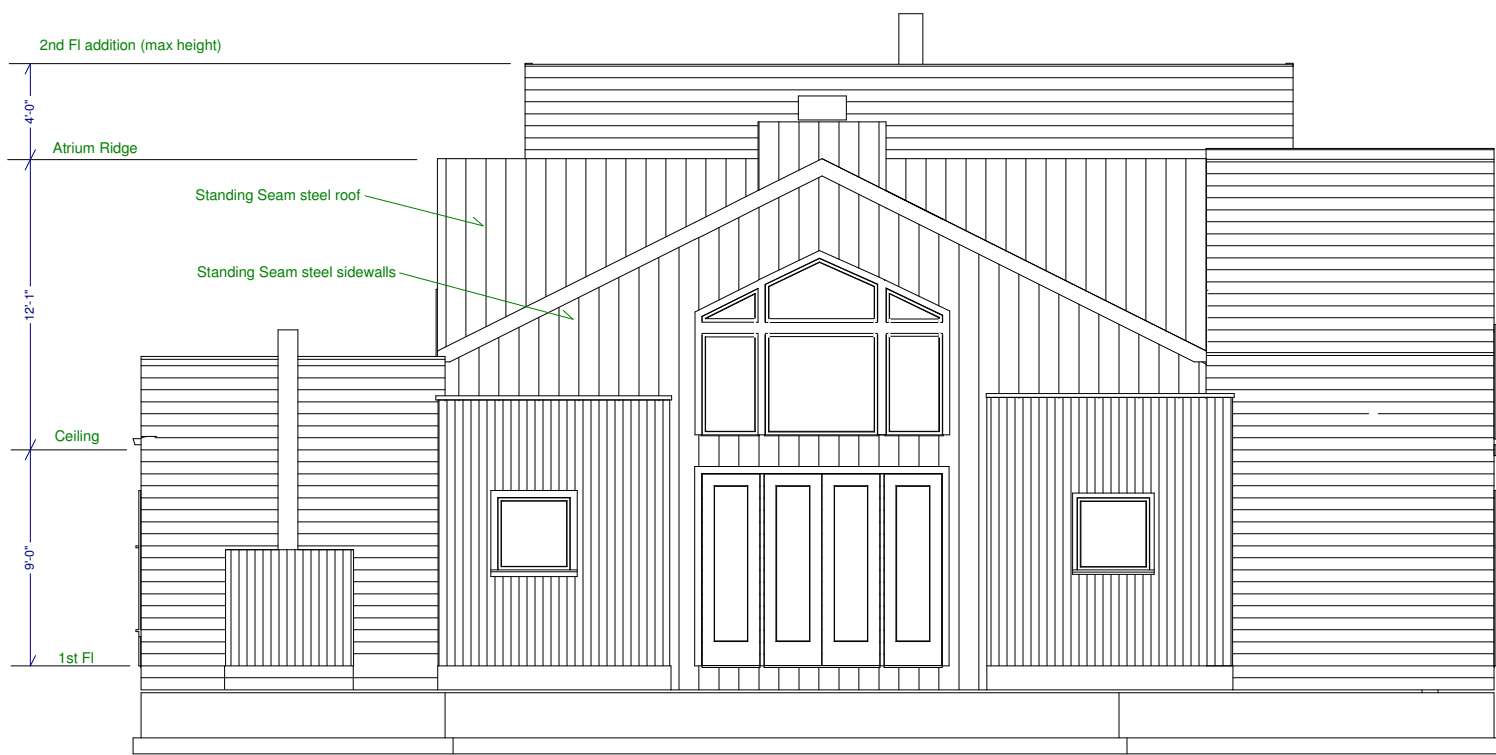 2nd Fl addition (max height)
4'-0"
Atrium Ridge
Standing Seam steel roof
Standing Seam steel sidewalls
12'-1"
Ceiling
9'-0"
1st Fl